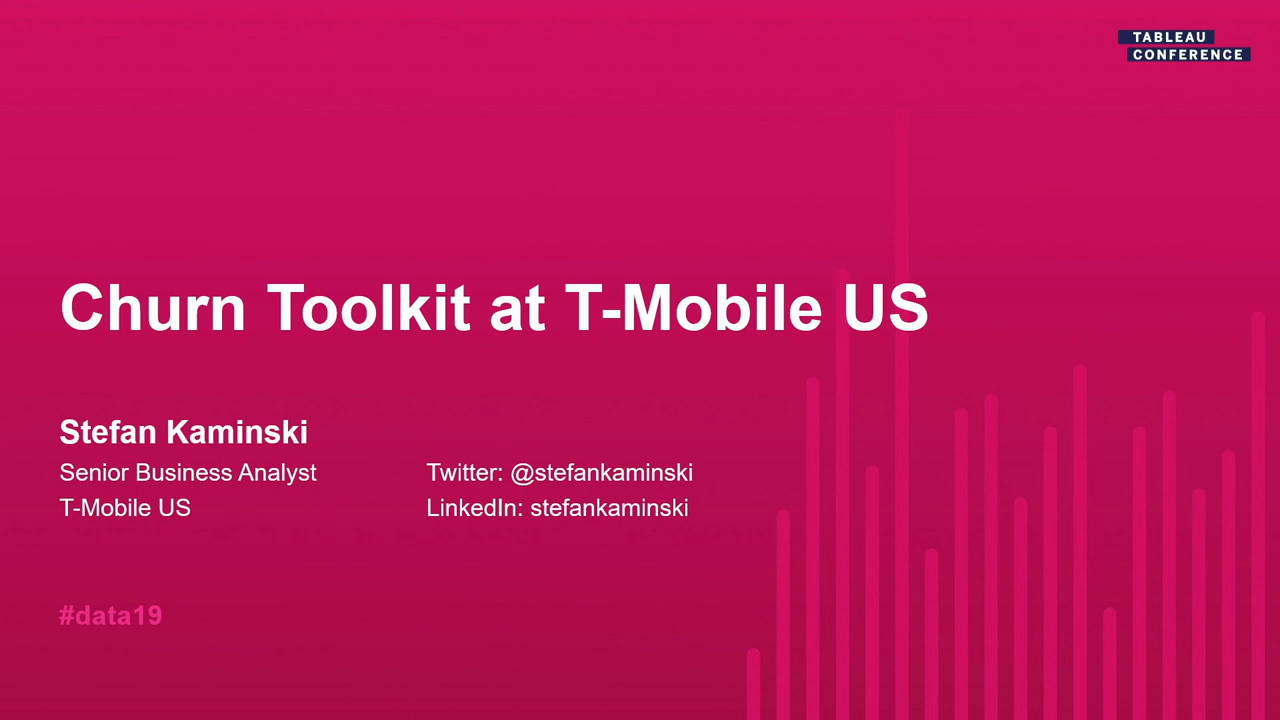 TABLEAU
CONFERENCE
Churn Toolkit at T-Mobile US
Stefan Kaminski
Senior Business Analyst
T-Mobile US
Twitter: @stefankaminski
LinkedIn: stefankaminski
#data19